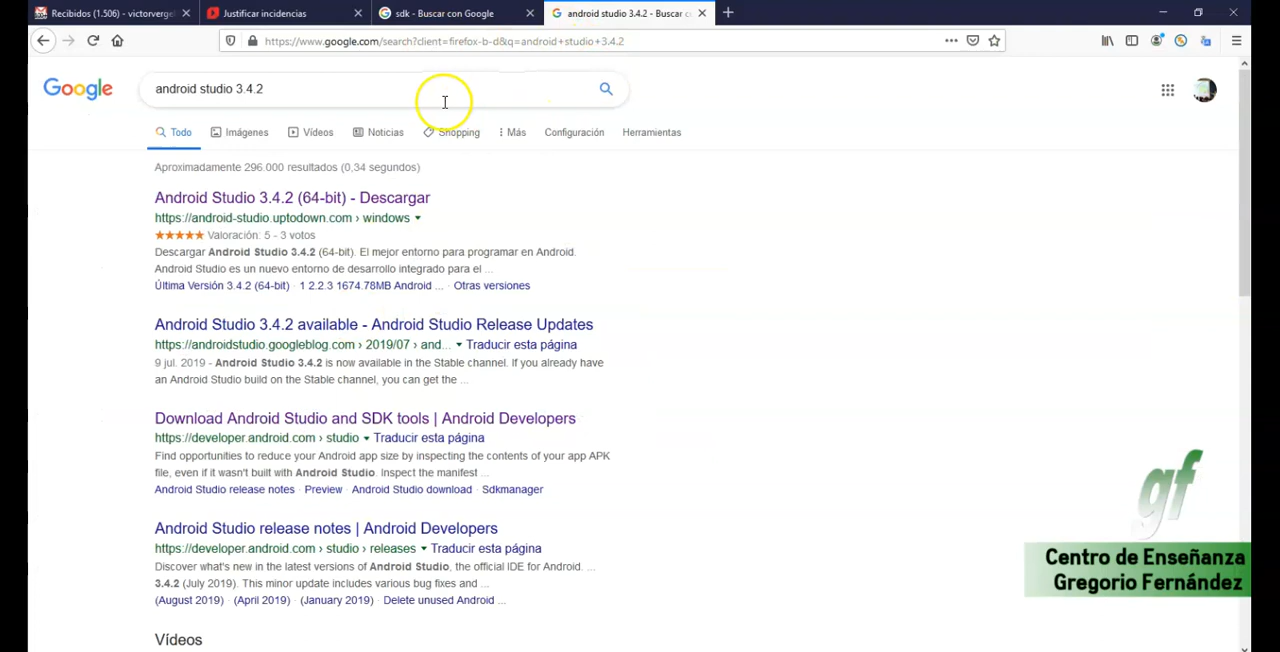 Recibidos (1.506) - victorverge
Justificar incidencias
sdk - Buscar con Google
android studio 3.4.2 - Buscar c
https://www.google.com/search?client=firefox-b-d&q=android+studio+3.4.2
Google
android studio 3.4.2
Todo
Imágenes
Vídeos
Noticias
Shopping
Más
Configuración
Herramientas
Aproximadamente 296.000 resultados (0,34 segundos)
Android Studio 3.4.2 (64-bit) - Descargar
https://android-studio.uptodown.com › windows
Valoración: 5 - 3 votos
Descargar Android Studio 3.4.2 (64-bit). El mejor entorno para programar en Android.
Android Studio es un nuevo entorno de desarrollo integrado para el ...
Última Versión 3.4.2 (64-bit) · 1 2.2.3 1674.78MB Android ... · Otras versiones
Android Studio 3.4.2 available - Android Studio Release Updates
https://androidstudio.googleblog.com › 2019/07 › and... Traducir esta página
9 jul. 2019 - Android Studio 3.4.2 is now available in the Stable channel. If you already have
an Android Studio build on the Stable channel, you can get the ...
Download Android Studio and SDK tools | Android Developers
https://developer.android.com › studio Traducir esta página
Find opportunities to reduce your Android app size by inspecting the contents of your app APK
file, even if it wasn't built with Android Studio. Inspect the manifest ...
Android Studio release notes · Preview · Android Studio download · Sdkmanager
Android Studio release notes | Android Developers
https://developer.android.com › studio › releases Traducir esta página
Discover what's new in the latest versions of Android Studio, the official IDE for Android. ...
3.4.2 (July 2019). This minor update includes various bug fixes and ...
(August 2019) · (April 2019) · (January 2019) · Delete unused Android ...
Vídeos
gf
Centro de Enseñanza
Gregorio Fernández